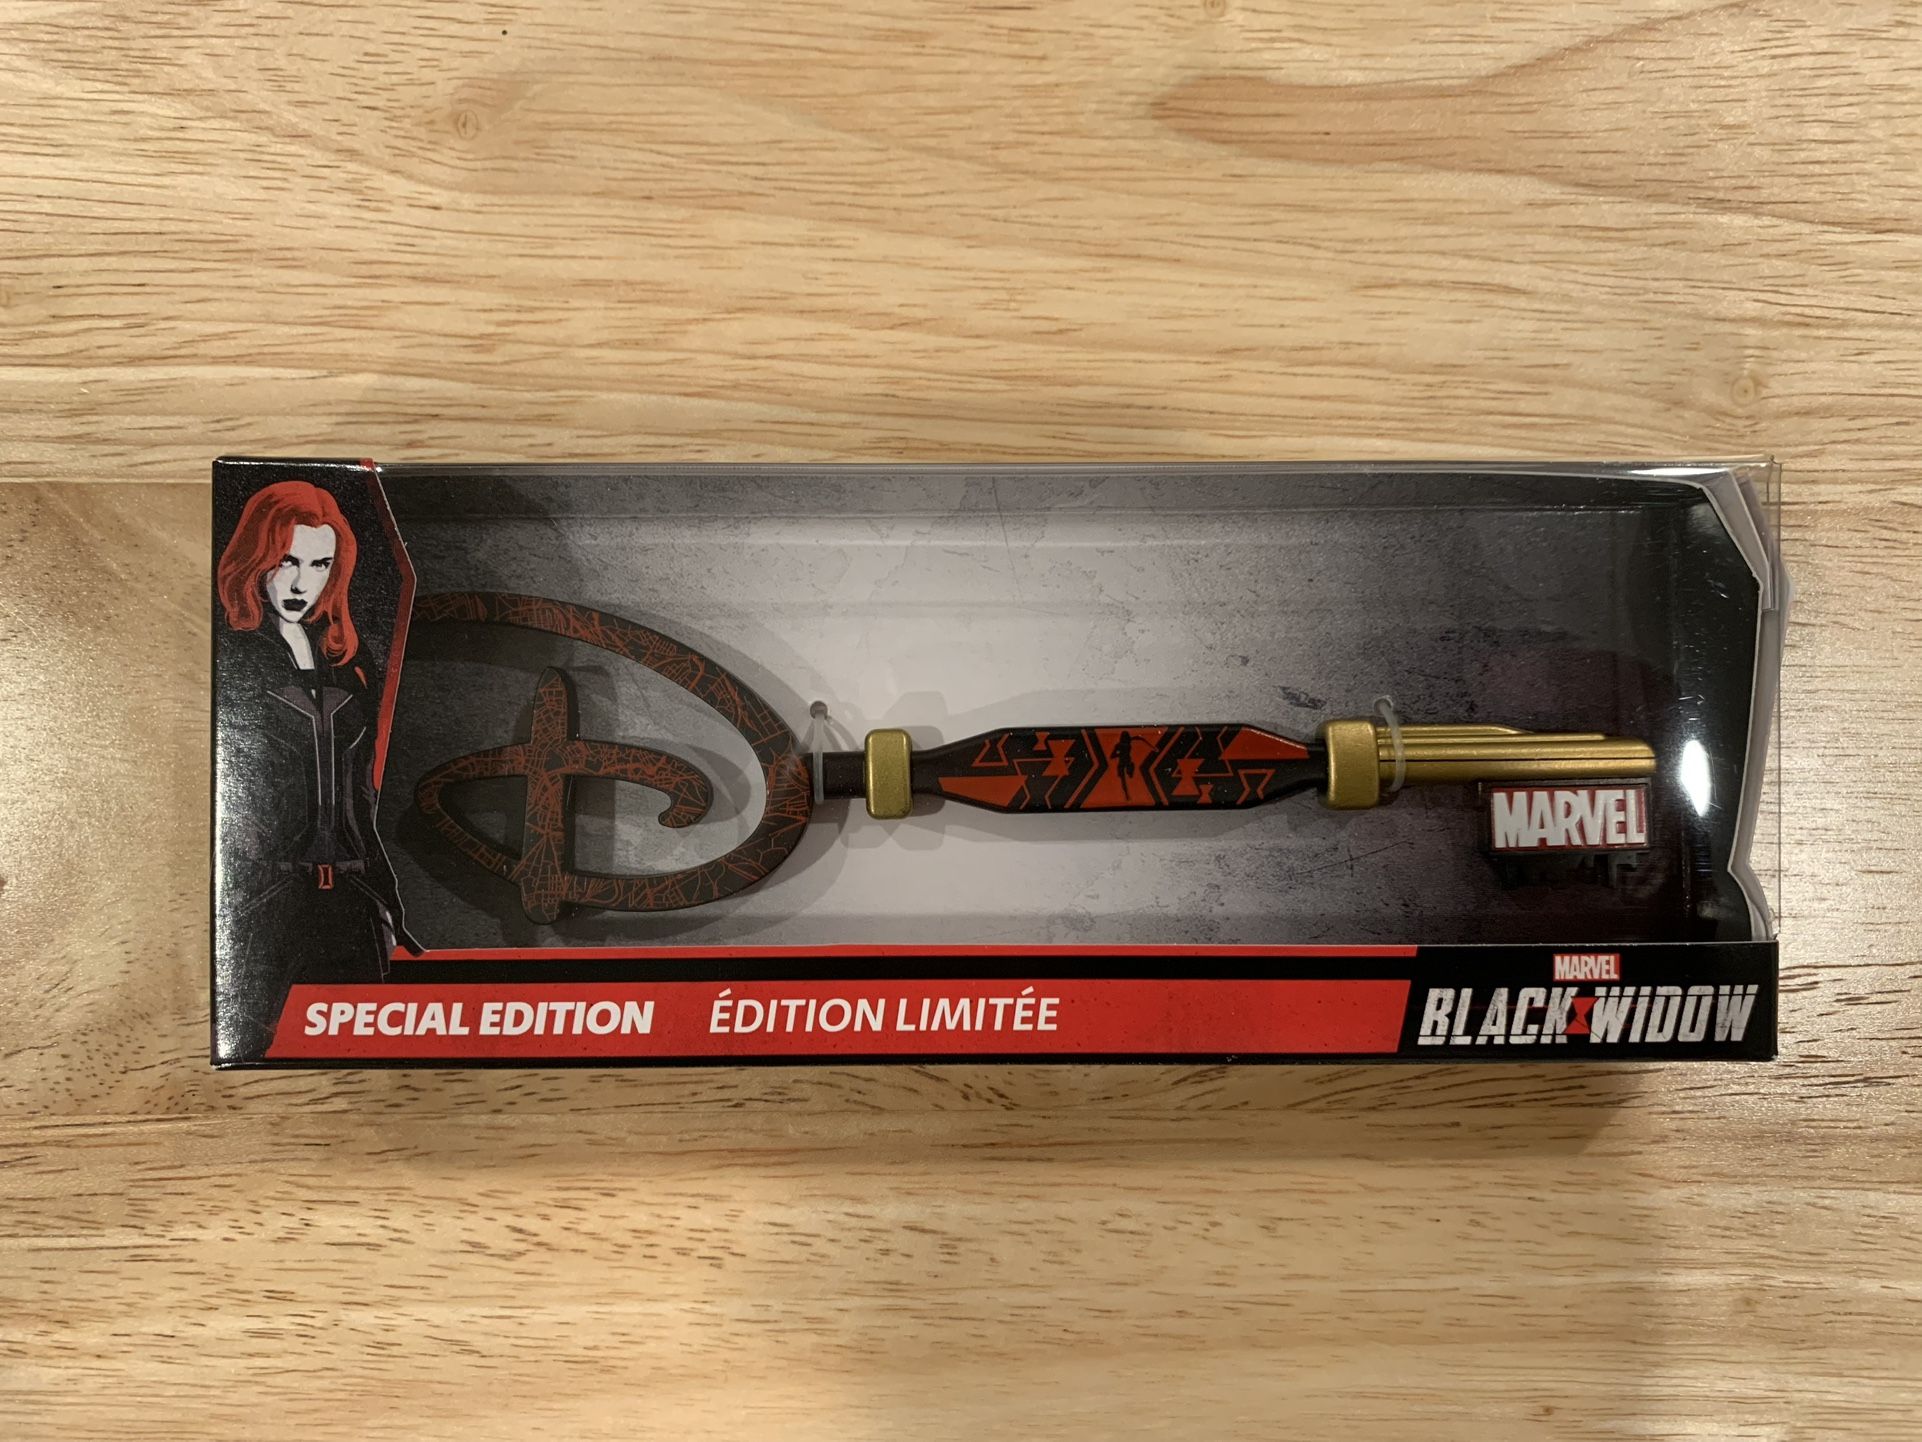 MARVEL
SPECIAL EDITION ÉDITION LIMITÉE
MARVEL
BLACK WIDOW